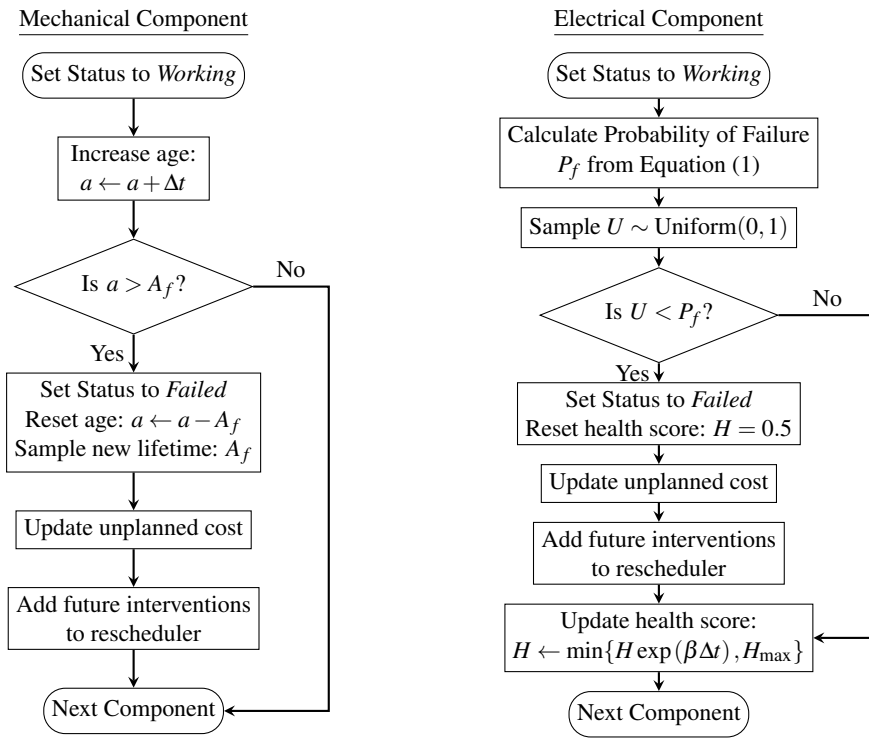 Mechanical Component
Set Status to Working
Increase age:
a ← a + Δt
Is a > A_f?
No
Yes
Set Status to Failed
Reset age: a ← a − A_f
Sample new lifetime: A_f
Update unplanned cost
Add future interventions
to rescheduler
Next Component
Electrical Component
Set Status to Working
Calculate Probability of Failure
P_f from Equation (1)
Sample U ∼ Uniform(0, 1)
Is U < P_f?
No
Yes
Set Status to Failed
Reset health score: H = 0.5
Update unplanned cost
Add future interventions
to rescheduler
Update health score:
H ← min{H exp (βΔt), H_max}
Next Component